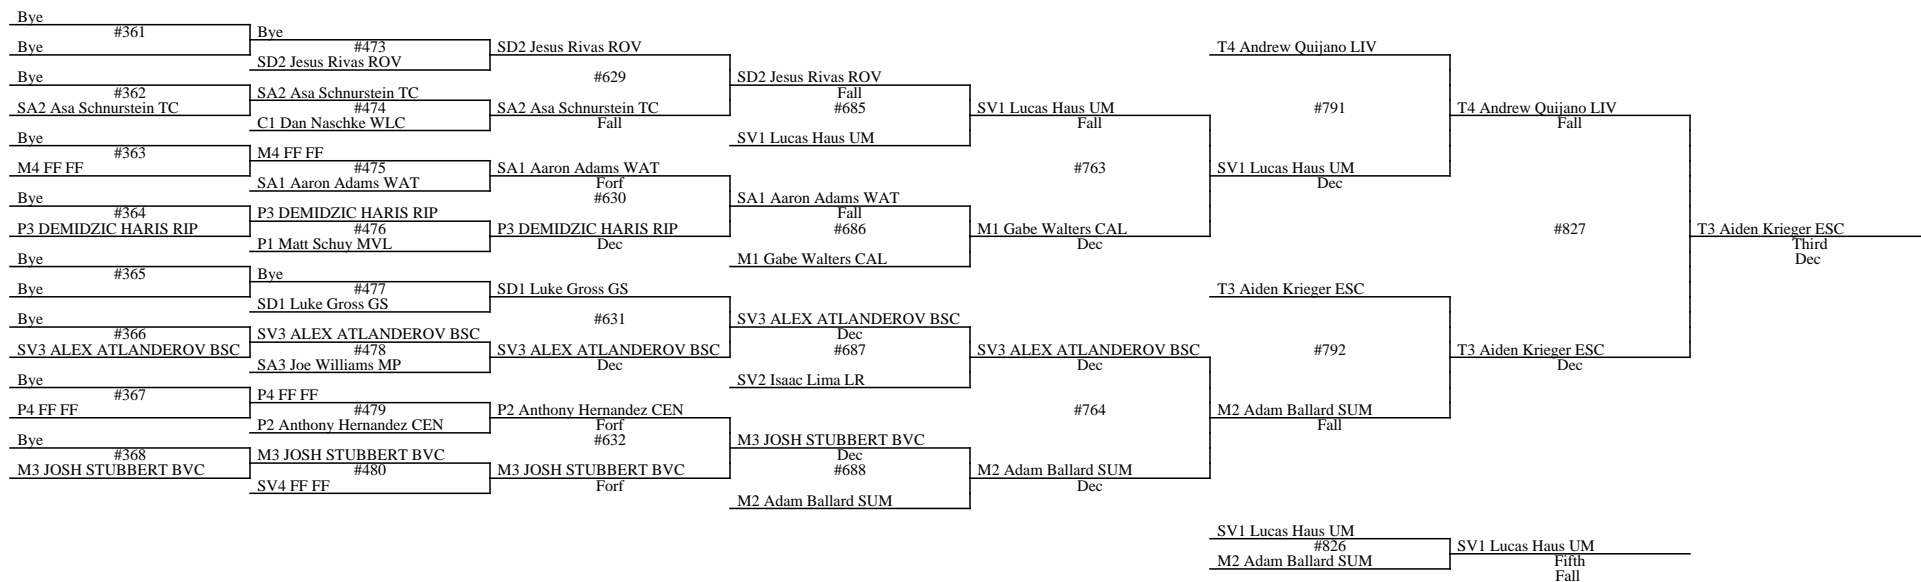 Bye
#361
Bye
Bye
#473
SD2 Jesus Rivas ROV
SD2 Jesus Rivas ROV
T4 Andrew Quijano LIV
Bye
#362
SA2 Asa Schnurstein TC
SA2 Asa Schnurstein TC
#474
C1 Dan Naschke WLC
#629
SA2 Asa Schnurstein TC
Fall
SD2 Jesus Rivas ROV
Fall
#685
SV1 Lucas Haus UM
SV1 Lucas Haus UM
Fall
#791
T4 Andrew Quijano LIV
Fall
Bye
#363
M4 FF FF
M4 FF FF
#475
SA1 Aaron Adams WAT
SA1 Aaron Adams WAT
Forf
#763
SV1 Lucas Haus UM
Dec
Bye
#364
P3 DEMIDZIC HARIS RIP
P3 DEMIDZIC HARIS RIP
#476
P1 Matt Schuy MVL
#630
P3 DEMIDZIC HARIS RIP
Dec
SA1 Aaron Adams WAT
Fall
#686
M1 Gabe Walters CAL
M1 Gabe Walters CAL
Dec
#827
T3 Aiden Krieger ESC
Third
Dec
Bye
#365
Bye
Bye
#477
SD1 Luke Gross GS
SD1 Luke Gross GS
T3 Aiden Krieger ESC
Bye
#366
SV3 ALEX ATLANDEROV BSC
SV3 ALEX ATLANDEROV BSC
#478
SA3 Joe Williams MP
#631
SV3 ALEX ATLANDEROV BSC
Dec
SV3 ALEX ATLANDEROV BSC
Dec
#687
SV2 Isaac Lima LR
SV3 ALEX ATLANDEROV BSC
Dec
#792
T3 Aiden Krieger ESC
Dec
Bye
#367
P4 FF FF
P4 FF FF
#479
P2 Anthony Hernandez CEN
P2 Anthony Hernandez CEN
Forf
#764
M2 Adam Ballard SUM
Fall
Bye
#368
M3 JOSH STUBBERT BVC
M3 JOSH STUBBERT BVC
#480
SV4 FF FF
#632
M3 JOSH STUBBERT BVC
Forf
M3 JOSH STUBBERT BVC
Dec
#688
M2 Adam Ballard SUM
M2 Adam Ballard SUM
Dec
SV1 Lucas Haus UM
#826
M2 Adam Ballard SUM
SV1 Lucas Haus UM
Fifth
Fall